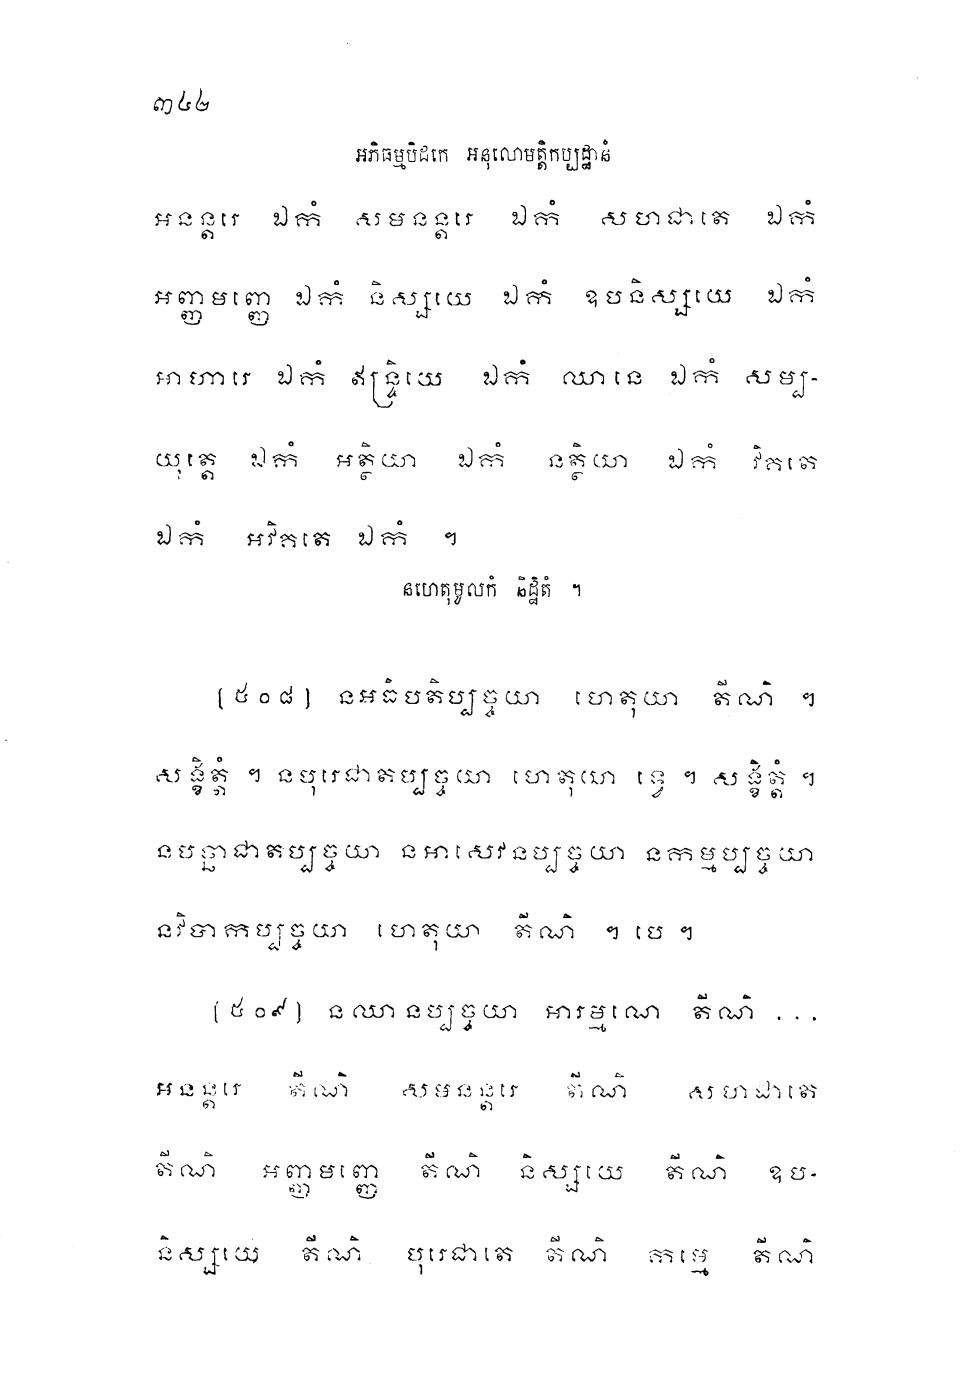 ៣៤២
អភិធម្មបិដកេ អនុលោមត្តិកប្បដ្ឋានំ
អនន្តរេ ឯកំ សមនន្តរេ ឯកំ សហជាតេ ឯកំ
អញ្ញមញ្ញេ ឯកំ និស្សយេ ឯកំ ឧបនិស្សយេ ឯកំ
អាហារេ ឯកំ ឥន្ទ្រិយេ ឯកំ ឈានេ ឯកំ សម្ប-
យុត្តេ ឯកំ អត្ថិយា ឯកំ នត្ថិយា ឯកំ វិគតេ
ឯកំ អវិគតេ ឯកំ ។
នហេតុមូលកំ និដ្ឋិតំ ។
(៥០៨) នអធិបតិប្បច្ចយា ហេតុយា តីណិ ។
សង្ខិត្តំ ។ នបុរេជាតប្បច្ចយា ហេតុយេ ទ្វេ ។ សង្ខិត្តំ ។
នបច្ឆាជាតប្បច្ចយា នអាសេវនប្បច្ចយា នកម្មប្បច្ចយា
នវិបាកប្បច្ចយា ហេតុយា តីណិ ។ បេ ។
(៥០៩) នឈានប្បច្ចយា អារម្មណេ តីណិ ...
អនន្តរេ តីណិ សមនន្តរេ តីណិ សហជាតេ
តីណិ អញ្ញមញ្ញេ តីណិ និស្សយេ តីណិ ឧប-
និស្សយេ តីណិ បុរេជាតេ តីណិ កម្មេ តីណិ